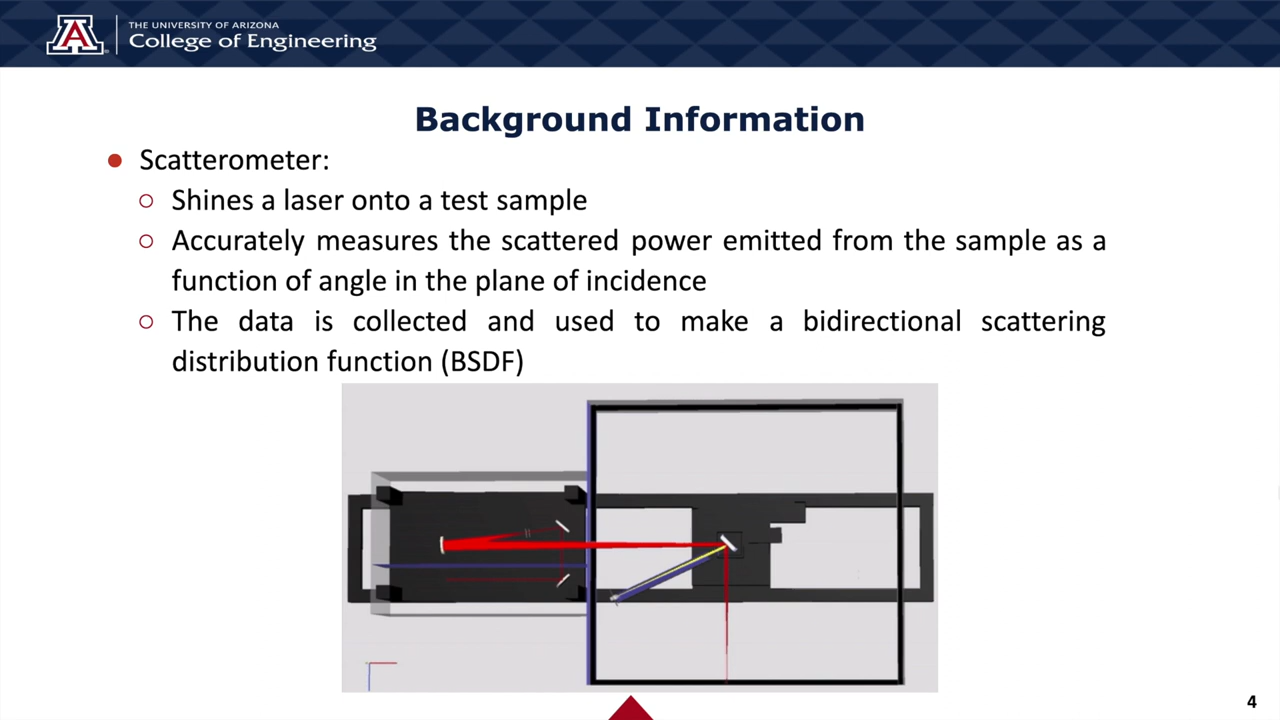 THE UNIVERSITY OF ARIZONA
College of Engineering
Background Information
Scatterometer:
Shines a laser onto a test sample
Accurately measures the scattered power emitted from the sample as a
function of angle in the plane of incidence
The data is collected and used to make a bidirectional scattering
distribution function (BSDF)
4